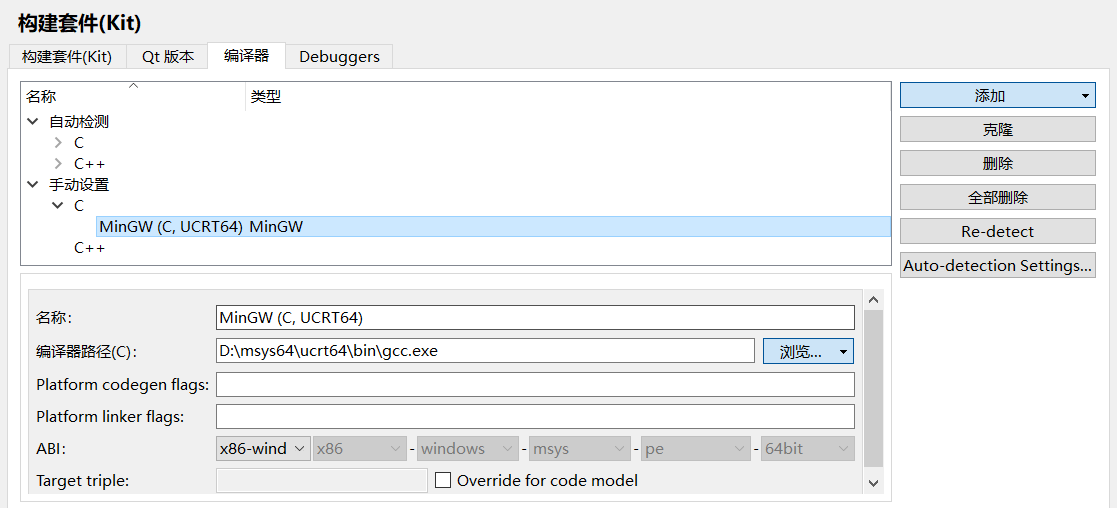 构建套件(Kit)
构建套件(Kit) Qt 版本 编译器 Debuggers
名称 类型
自动检测
C
C++
手动设置
C
MinGW (C, UCRT64) MinGW
C++
添加
克隆
删除
全部删除
Re-detect
Auto-detection Settings...
名称: MinGW (C, UCRT64)
编译器路径(C): D:\msys64\ucrt64\bin\gcc.exe 浏览...
Platform codegen flags:
Platform linker flags:
ABI: x86-wind x86 - windows - msys - pe - 64bit
Target triple: Override for code model